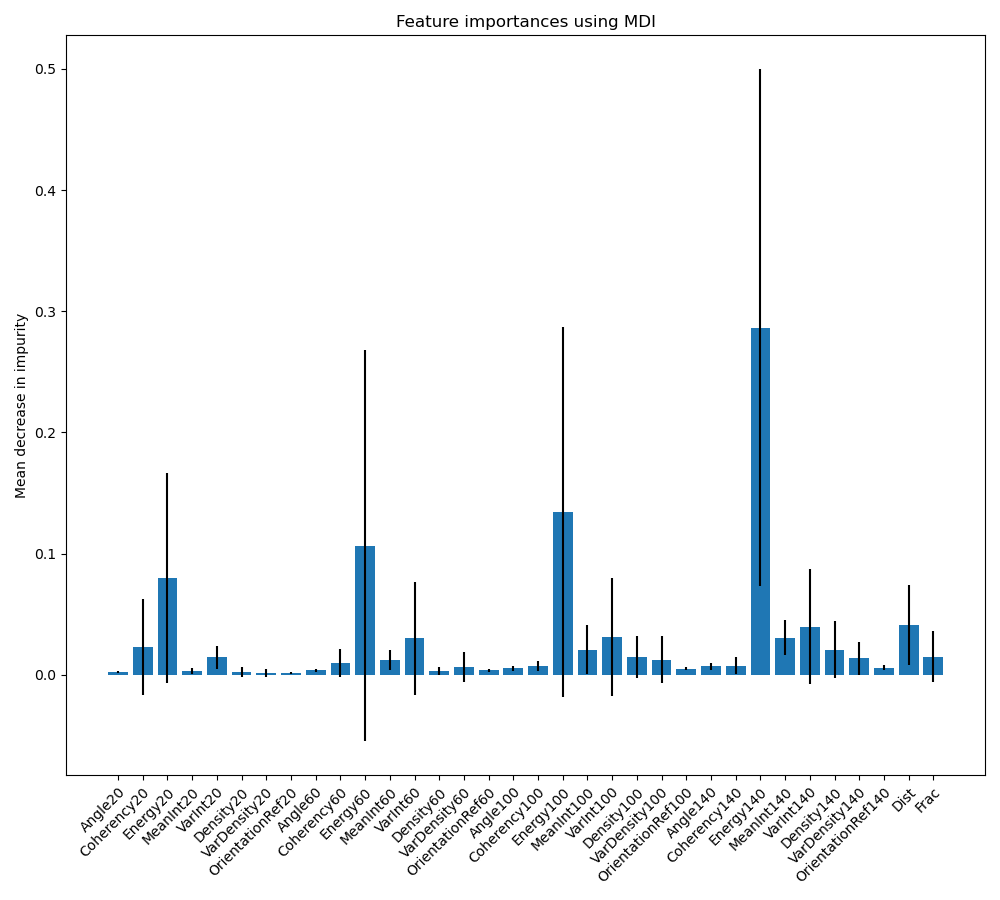 Feature importances using MDI
Mean decrease in impurity
0.5
0.4
0.3
0.2
0.1
0.0
Angle20
Coherency20
Energy20
MeanInt20
VarInt20
Density20
VarDensity20
OrientationRef20
Angle60
Coherency60
Energy60
MeanInt60
VarInt60
Density60
VarDensity60
OrientationRef60
Angle100
Coherency100
Energy100
MeanInt100
VarInt100
Density100
VarDensity100
OrientationRef100
Angle140
Coherency140
Energy140
MeanInt140
VarInt140
Density140
VarDensity140
OrientationRef140
Dist
Frac